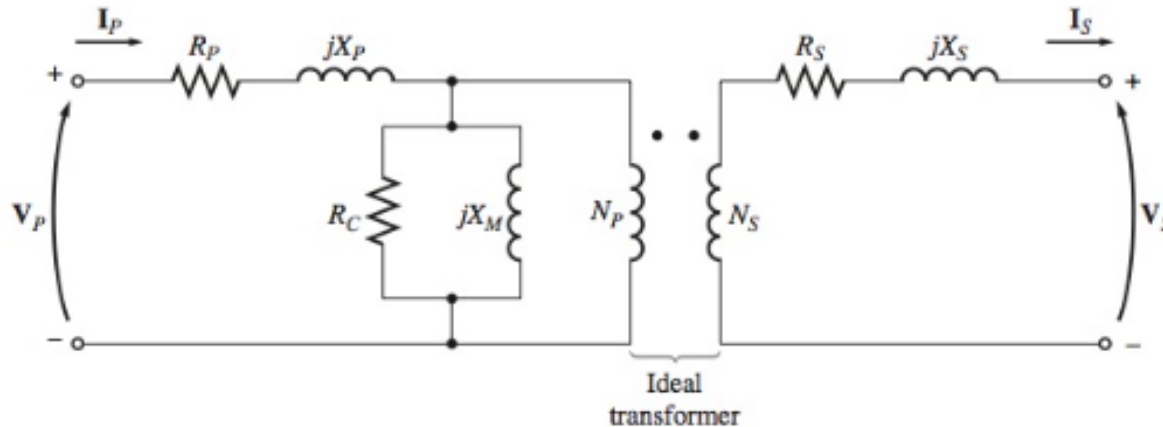 I_P
R_P
jX_P
R_S
jX_S
I_S
+
+
V_P
R_C
jX_M
N_P
N_S
–
–
Ideal
transformer